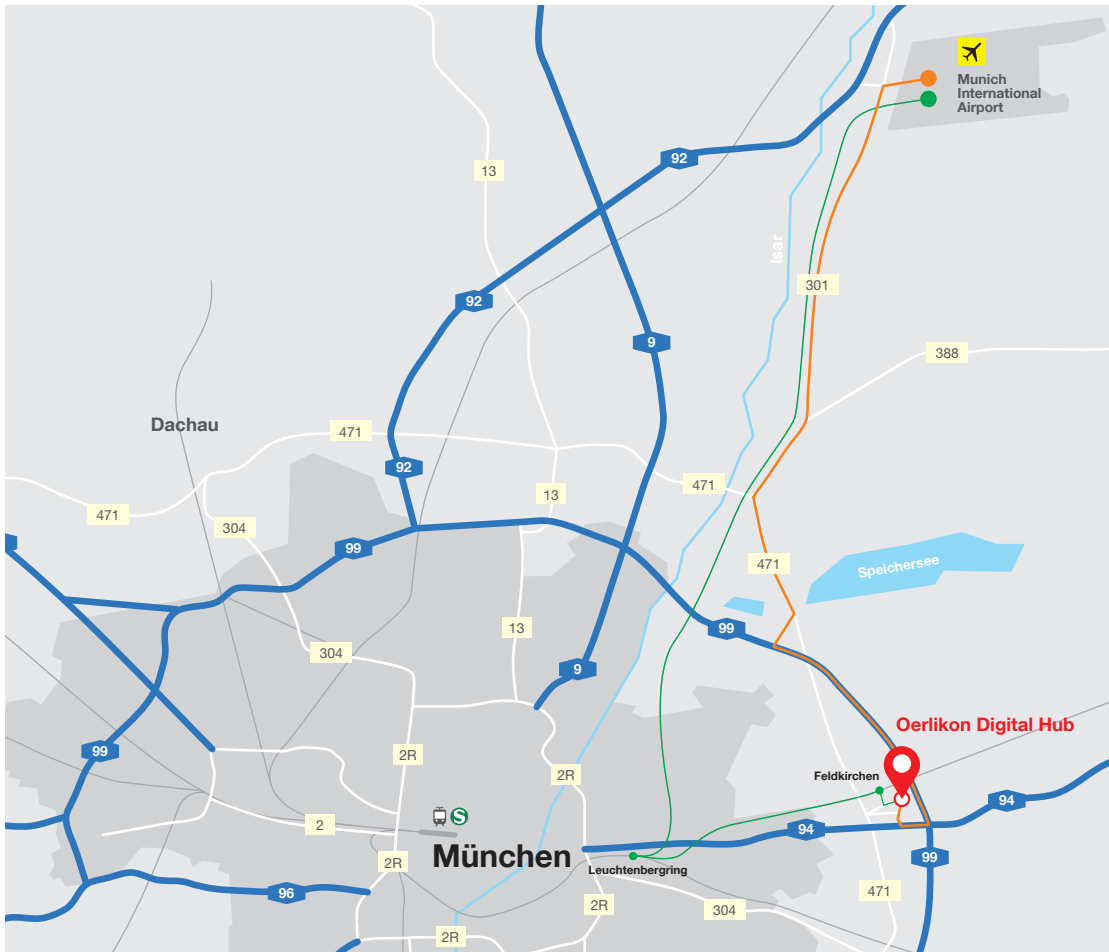 Munich
International
Airport
92
13
Isar
301
92
9
388
Dachau
471
92
471
13
471
304
99
471
Speichersee
13
99
304
9
Oerlikon Digital Hub
99
2R
2R
Feldkirchen
94
S
2
94
München
99
2R
Leuchtenbergring
471
96
2R
304
2R